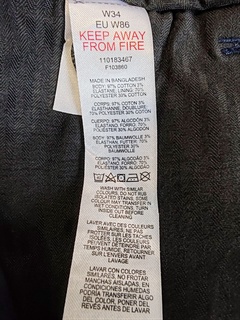 W34
EU W86
KEEP AWAY
FROM FIRE
110183467
F103860
MADE IN BANGLADESH
BODY: 97% COTTON 3%
ELASTANE, LINING: 70%
POLYESTER 30% COTTON
CORPS: 97% COTON 3%
ELASTHANNE, DOUBLURE:
70% POLYESTER 30% COTON
CUERPO: 97% ALGODÓN 3%
ELASTANO, FORRO: 70%
POLIÉSTER 30% ALGODÓN
BODY: 97% BAUMWOLLE 3%
ELASTHAN, FUTTER: 70%
POLYESTER 30%
BAUMWOLLE
CORPO: 97% ALGODÃO 3%
ELASTANO, FORRO: 70%
POLIÉSTER 30% ALGODÃO
WASH WITH SIMILAR
COLOURS, DO NOT RUB
ISOLATED STAINS, SOME
COLOUR MAY TRANSFER IN
WET CONDITIONS, TURN
INSIDE OUT BEFORE
CLEANING
LAVER AVEC DES COULEURS
SIMILAIRES, NE PAS
FROTTER SUR LES TACHES
ISOLÉES, LES COULEURS
PEUVENT DÉTEINDRE PAR
TEMPS HUMIDE, RETOURNER
SUR L'ENVERS AVANT
LAVAGE
LAVAR CON COLORES
SIMILARES, NO FROTAR
MANCHAS AISLADAS, EN
CONDICIONES HÚMEDAS
PODRÍA TRANSFERIR ALGO
DEL COLOR, PONER DEL
REVÉS ANTES DE LAVAR